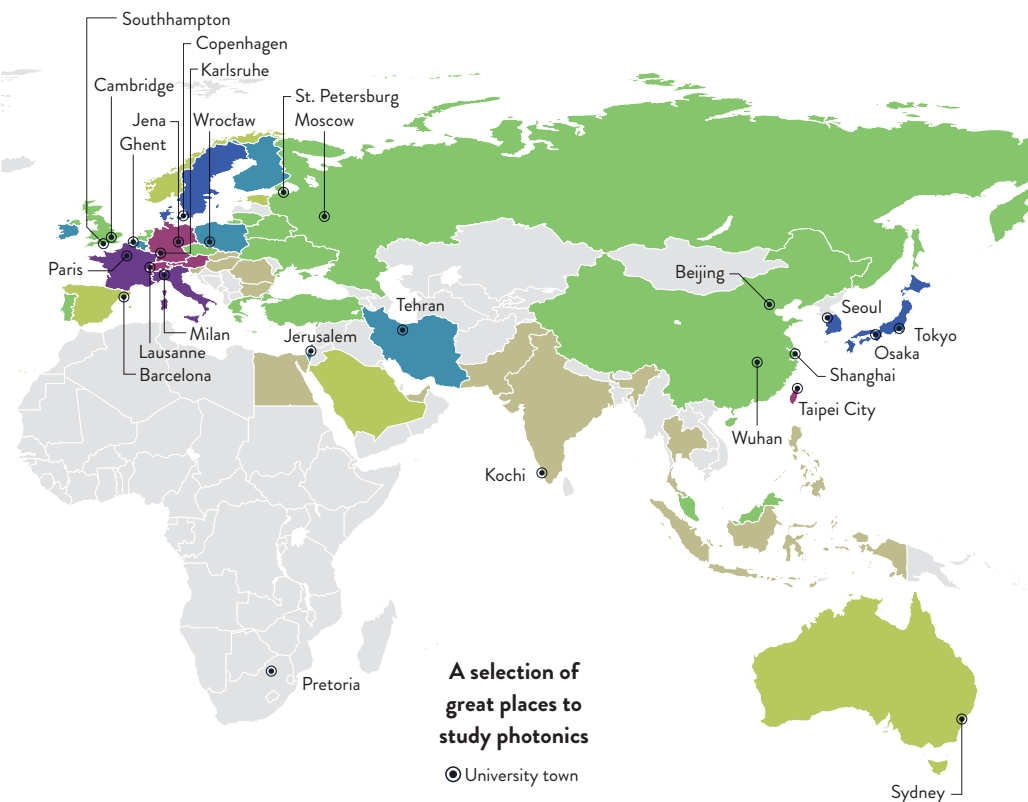 Southhampton
Copenhagen
Karlsruhe
Cambridge
St. Petersburg
Jena
Wrocław
Moscow
Ghent
Paris
Beijing
Tehran
Seoul
Milan
Jerusalem
Tokyo
Lausanne
Osaka
Barcelona
Shanghai
Taipei City
Wuhan
Kochi
A selection of
great places to
study photonics
Pretoria
University town
Sydney